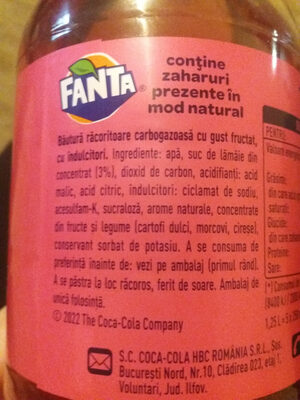 FANTA
®
conține
zaharuri
prezente în
mod natural
Băutură răcoritoare carbogazoasă cu gust fructat,
cu îndulcitori. Ingrediente: apă, suc de lămâie din
concentrat (3%), dioxid de carbon, acidifianți: acid
malic, acid citric, îndulcitori: ciclamat de sodiu,
acesulfam-K, sucraloză, arome naturale, concentrate
din fructe și legume (cartofi dulci, morcovi, cireșe),
conservant sorbat de potasiu. A se consuma de
preferință înainte de: vezi pe ambalaj (primul rând).
A se păstra la loc răcoros, ferit de soare. Ambalaj de
unică folosință.
© 2022 The Coca-Cola Company
S.C. COCA-COLA HBC ROMÂNIA S.R.L., Șos.
București Nord, Nr.10, Clădirea O23, etaj 1,
Voluntari, Jud. Ilfov.
PENTRU
Valoare
Grăsimi,
din care
Glucide:
din care
Proteine:
Sare:
(*) Consumul
(8400 kJ/
1,25 L: 5 x